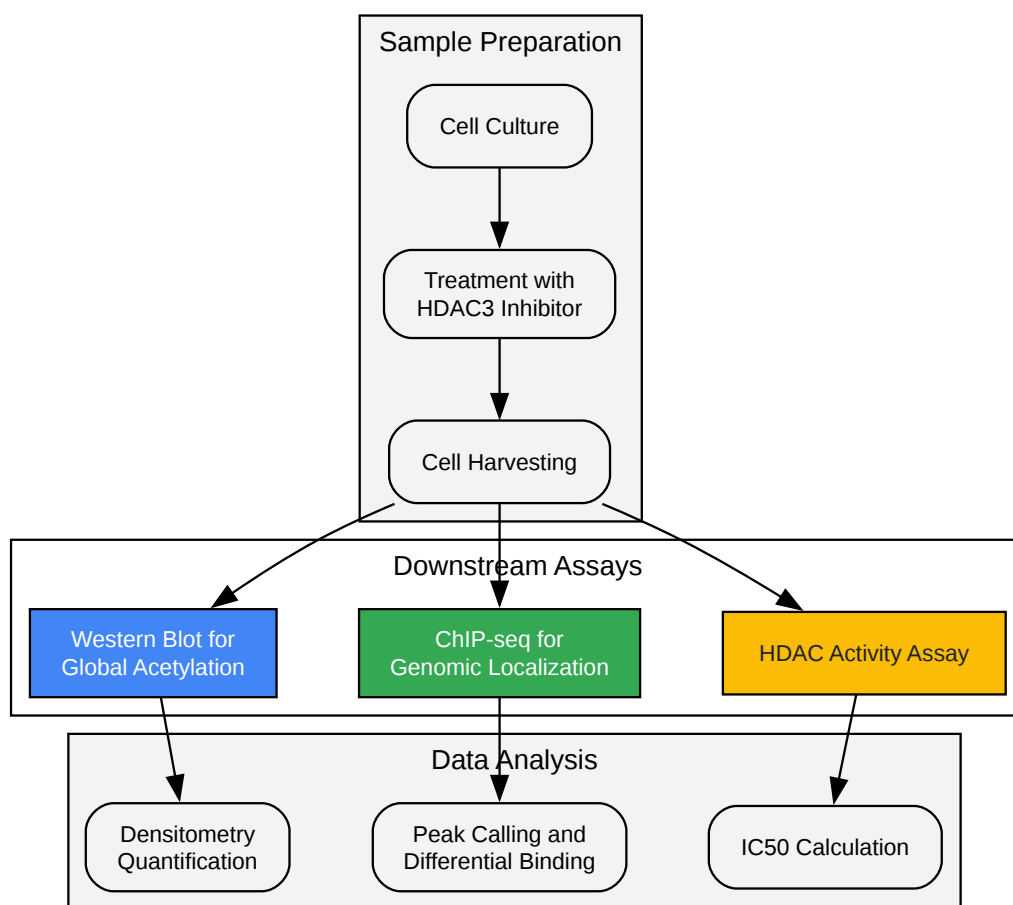 Sample Preparation
Cell Culture
Treatment with
HDAC3 Inhibitor
Cell Harvesting
Downstream Assays
Western Blot for
Global Acetylation
ChIP-seq for
Genomic Localization
HDAC Activity Assay
Data Analysis
Densitometry
Quantification
Peak Calling and
Differential Binding
IC50 Calculation